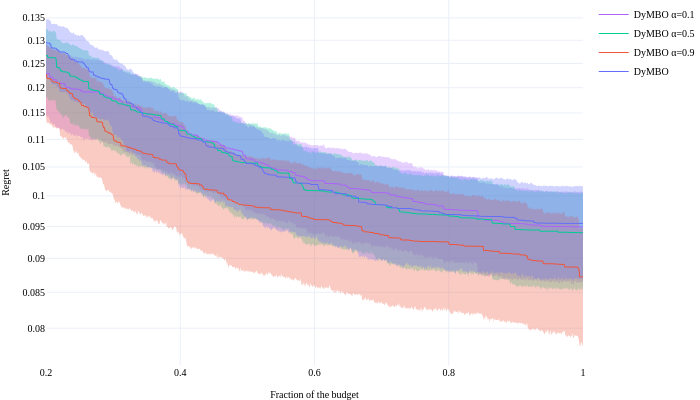 0.135
0.13
0.125
0.12
0.115
0.11
0.105
0.1
0.095
0.09
0.085
0.08
Regret
0.2 0.4 0.6 0.8 1
Fraction of the budget
DyMBO α=0.1
DyMBO α=0.5
DyMBO α=0.9
DyMBO